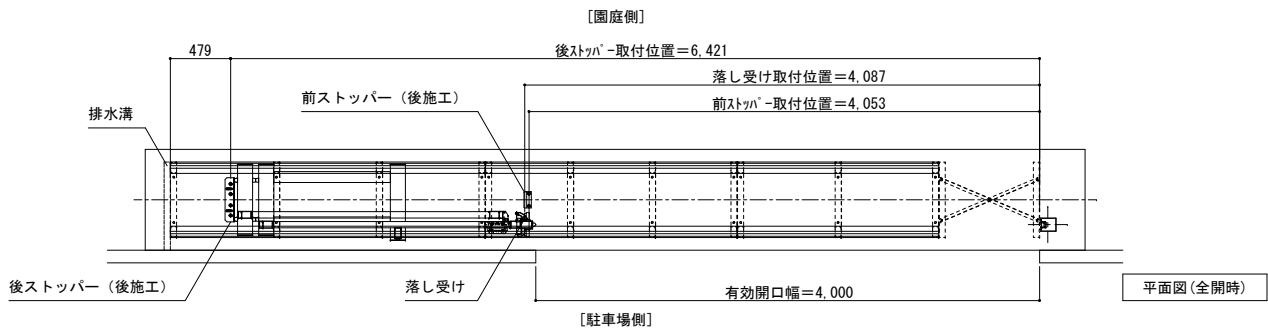 [園庭側]
479
後ｽﾄｯﾊﾟｰ取付位置=6,421
落し受け取付位置=4,087
前ストッパー（後施工）
前ｽﾄｯﾊﾟｰ取付位置=4,053
排水溝
後ストッパー（後施工）
落し受け
有効開口幅=4,000
平面図(全開時)
[駐車場側]